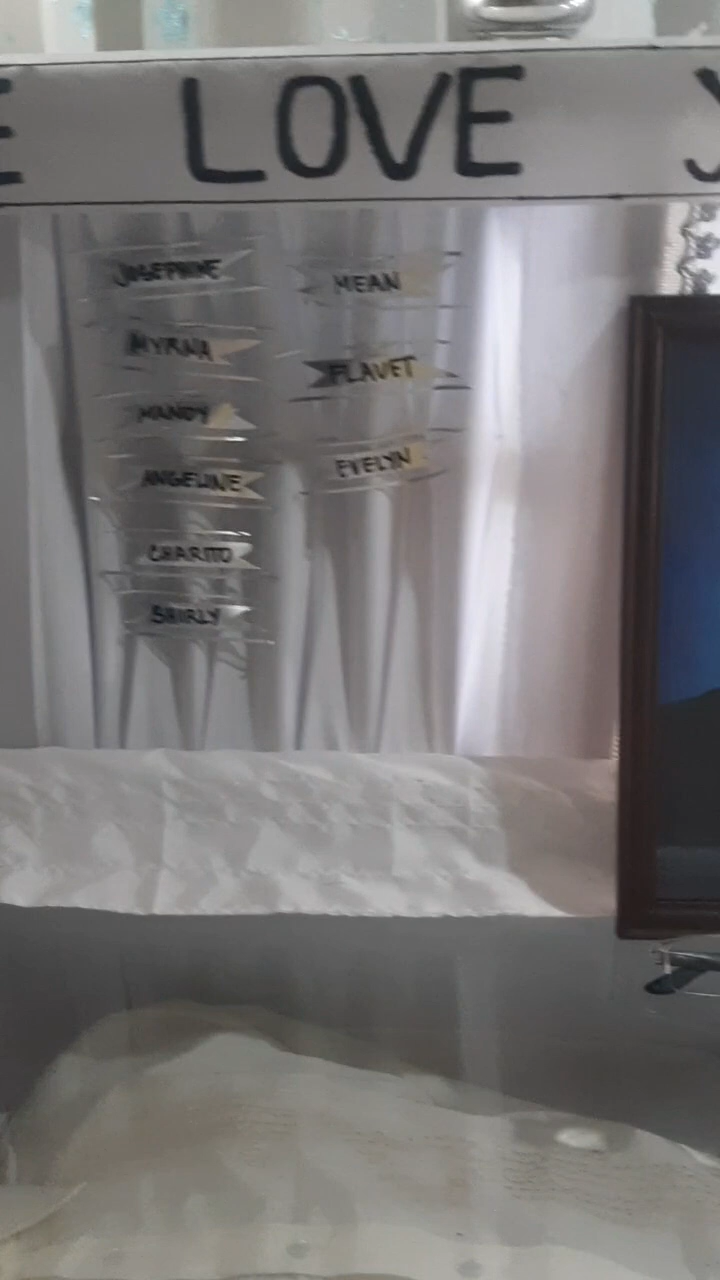 E LOVE Y
JOSEPHINE
MYRNA
MANDY
ANGELINE
CHARITO
SHIRLY
MEAN
FLAVET
EVELYN